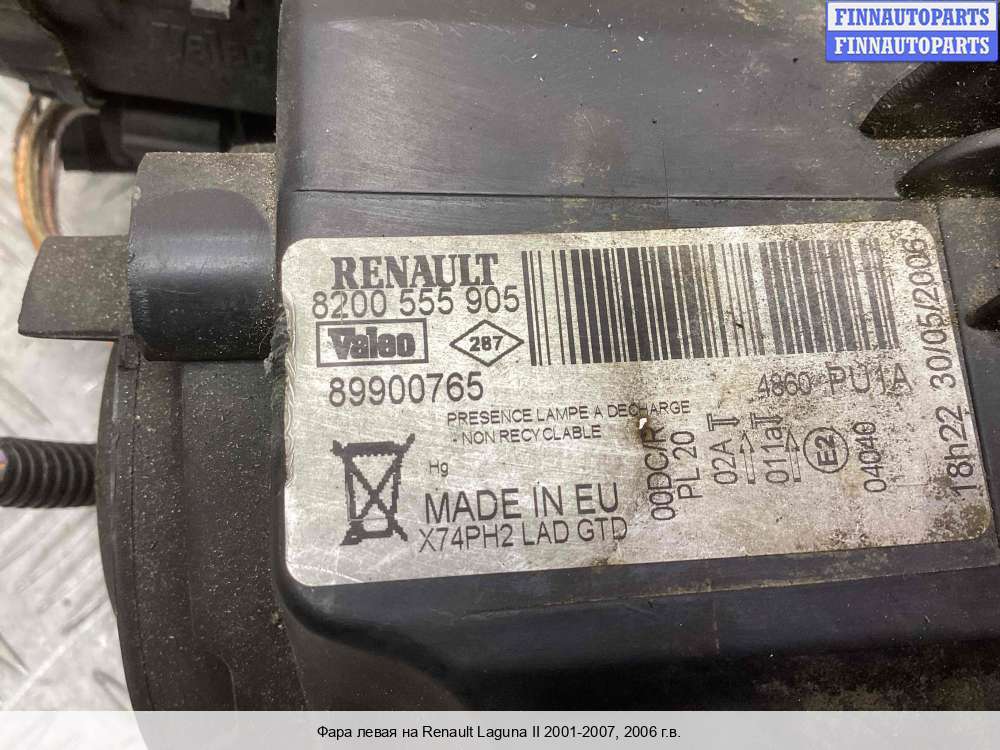 FINNAUTOPARTS
FINNAUTOPARTS
RENAULT
8200 555 905
Valeo
287
89900765
4860 PU1A
PRESENCE LAMPE A DECHARGE
- NON RECYCLABLE
Hg
MADE IN EU
X74PH2 LAD GTD
00DC/R
PL 20
02A
011a
E2
04040
18h22 30/05/2006
Фара левая на Renault Laguna II 2001-2007, 2006 г.в.